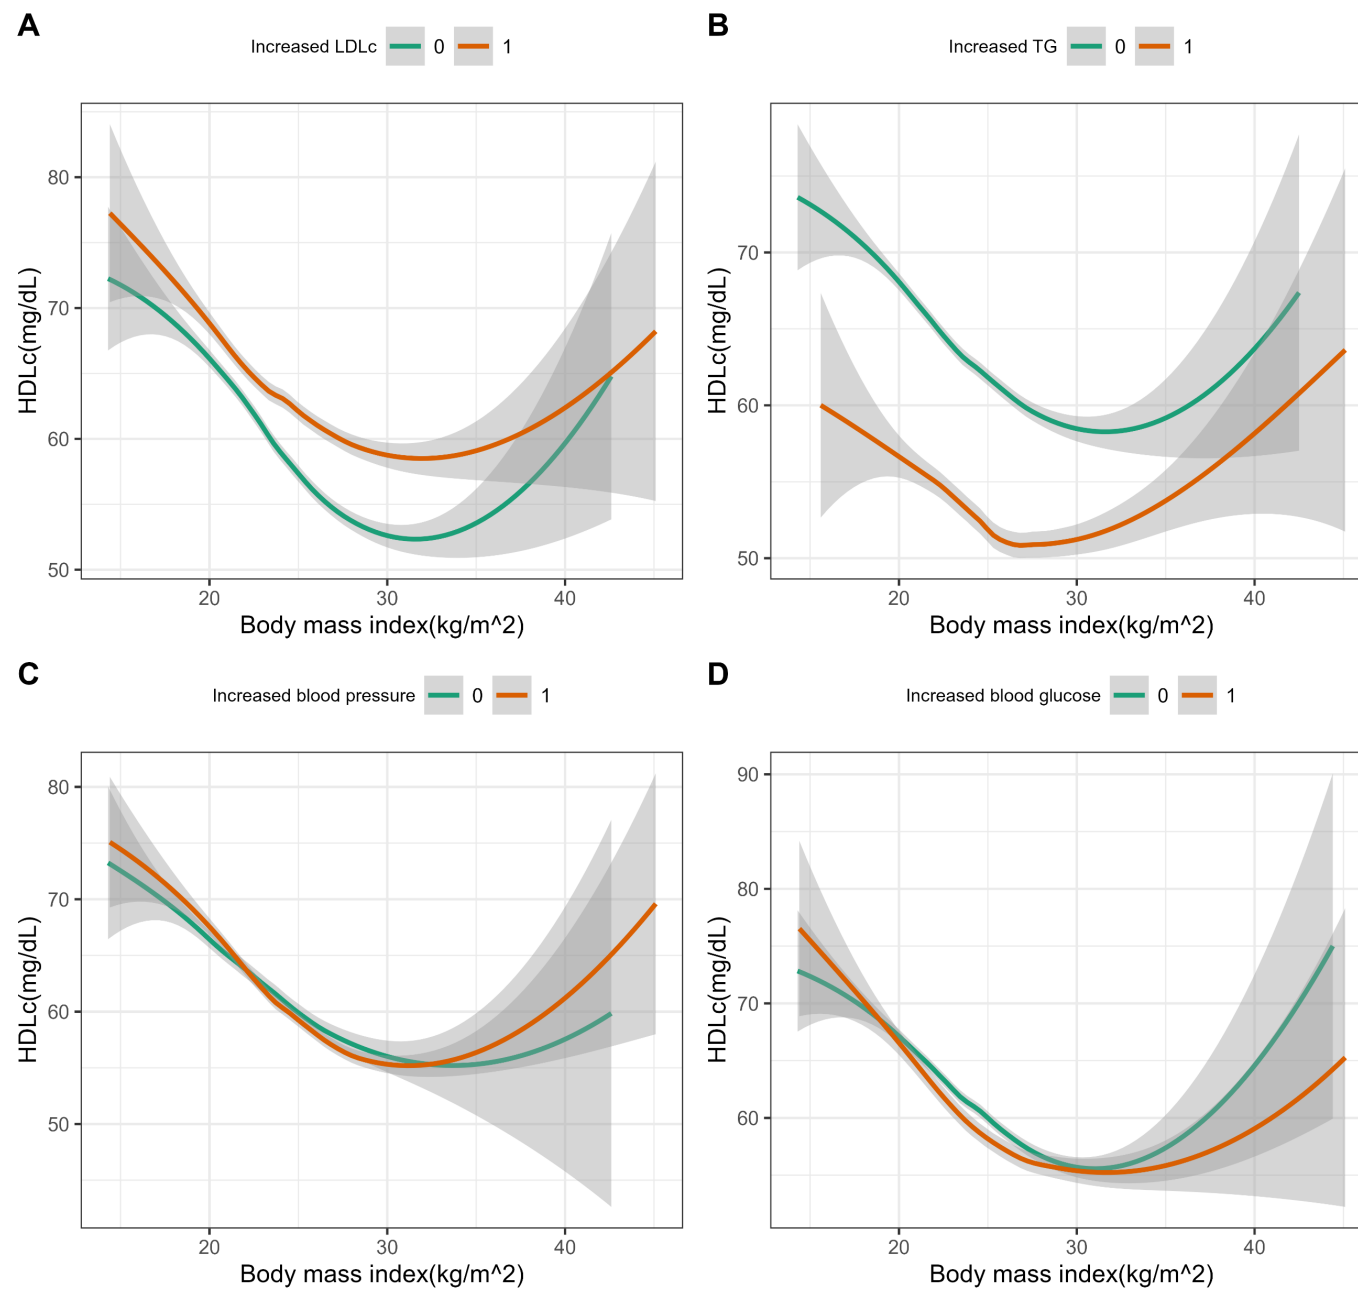 A
Increased LDLc 0 1
80
70
60
50
HDLc(mg/dL)
20 30 40
Body mass index(kg/m^2)
B
Increased TG 0 1
70
60
50
HDLc(mg/dL)
20 30 40
Body mass index(kg/m^2)
C
Increased blood pressure 0 1
80
70
60
50
HDLc(mg/dL)
20 30 40
Body mass index(kg/m^2)
D
Increased blood glucose 0 1
90
80
70
60
HDLc(mg/dL)
20 30 40
Body mass index(kg/m^2)